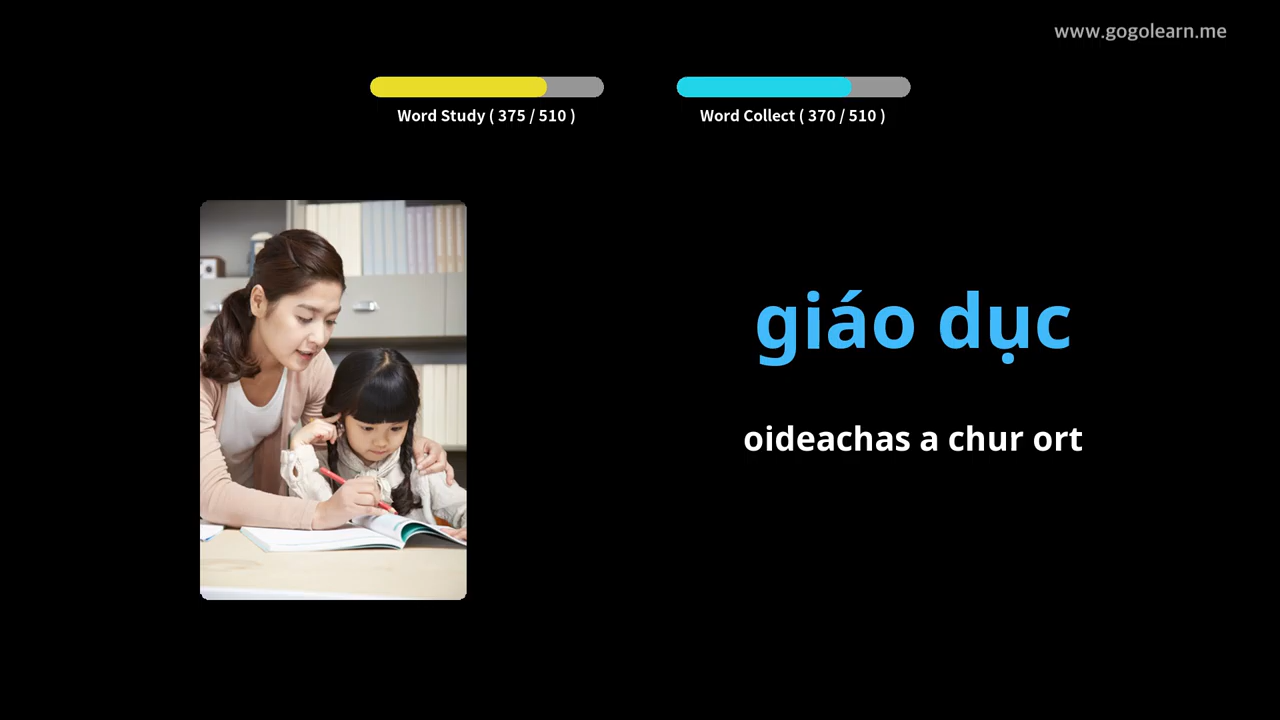 www.gogolearn.me
Word Study ( 375 / 510 )
Word Collect ( 370 / 510 )
giáo dục
oideachas a chur ort